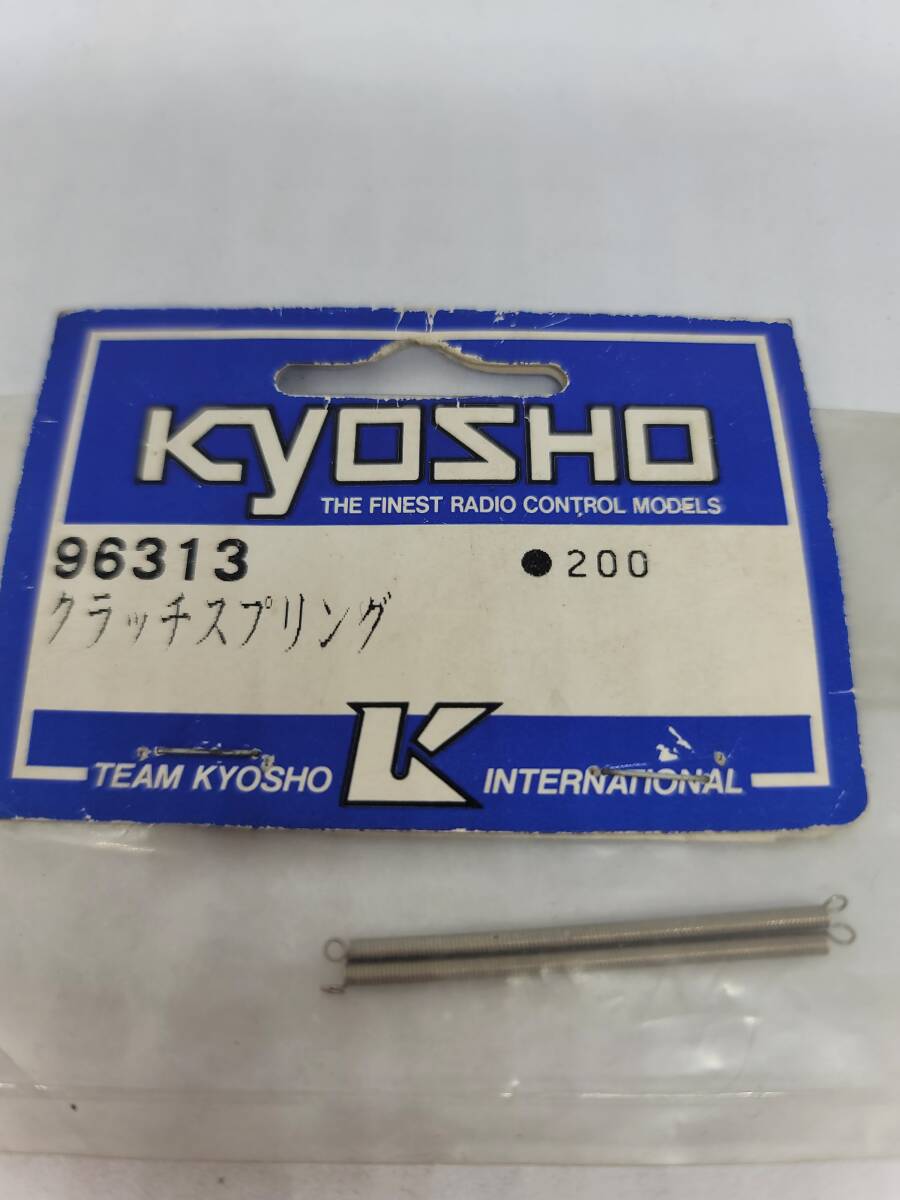 KYOSHO
THE FINEST RADIO CONTROL MODELS
96313 ●200
クラッチスプリング
TEAM KYOSHO K INTERNATIONAL